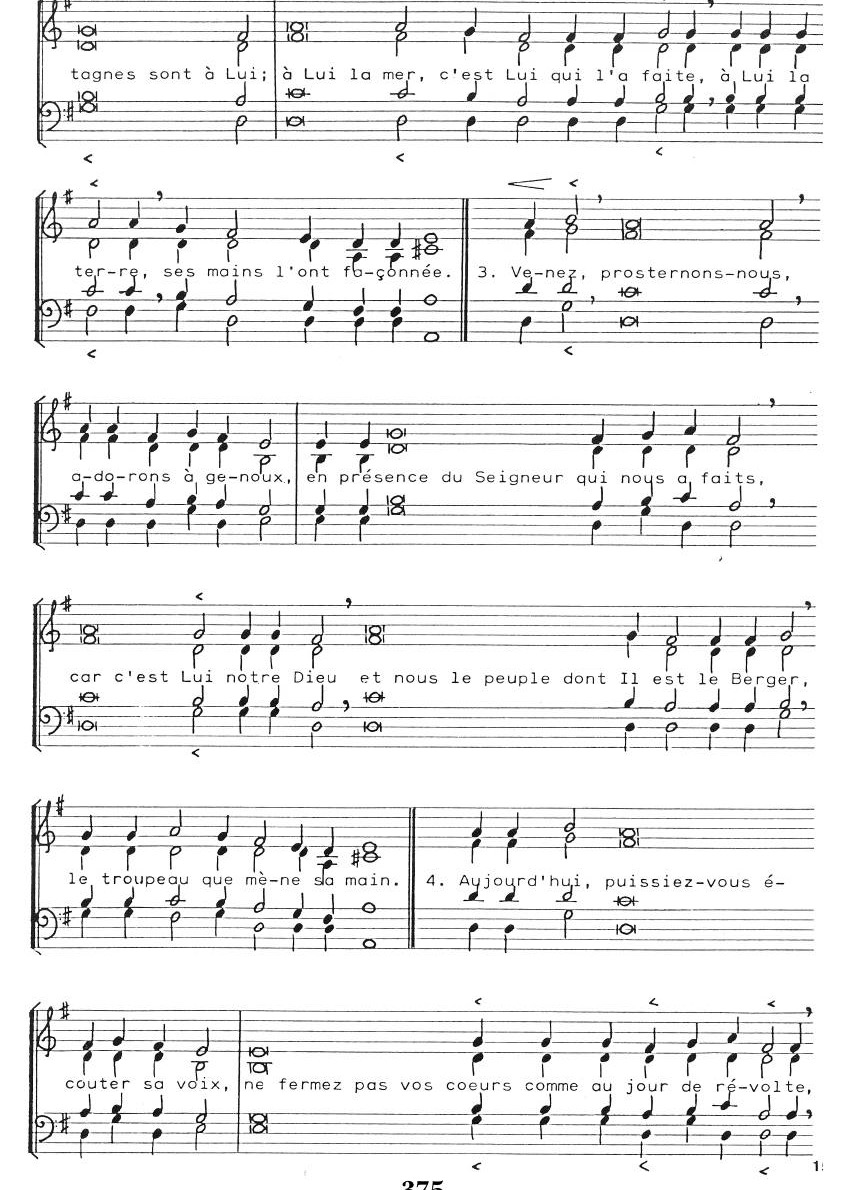 tagnes sont à Lui; à Lui la mer, c'est Lui qui l'a faite, à Lui la
ter-re, ses mains l'ont fa-çonnée. 3. Ve-nez, prosternons-nous,
a-do-rons à ge-noux, en présence du Seigneur qui nous a faits,
car c'est Lui notre Dieu et nous le peuple dont Il est le Berger,
le troupeau que mè-ne sa main. 4. Aujourd'hui, puissiez-vous é-
couter sa voix, ne fermez pas vos coeurs comme au jour de ré-volte,